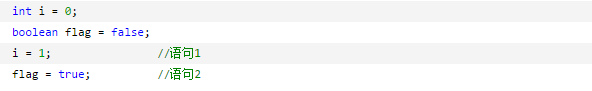 int i = 0;
boolean flag = false;
i = 1;                //语句1
flag = true;          //语句2